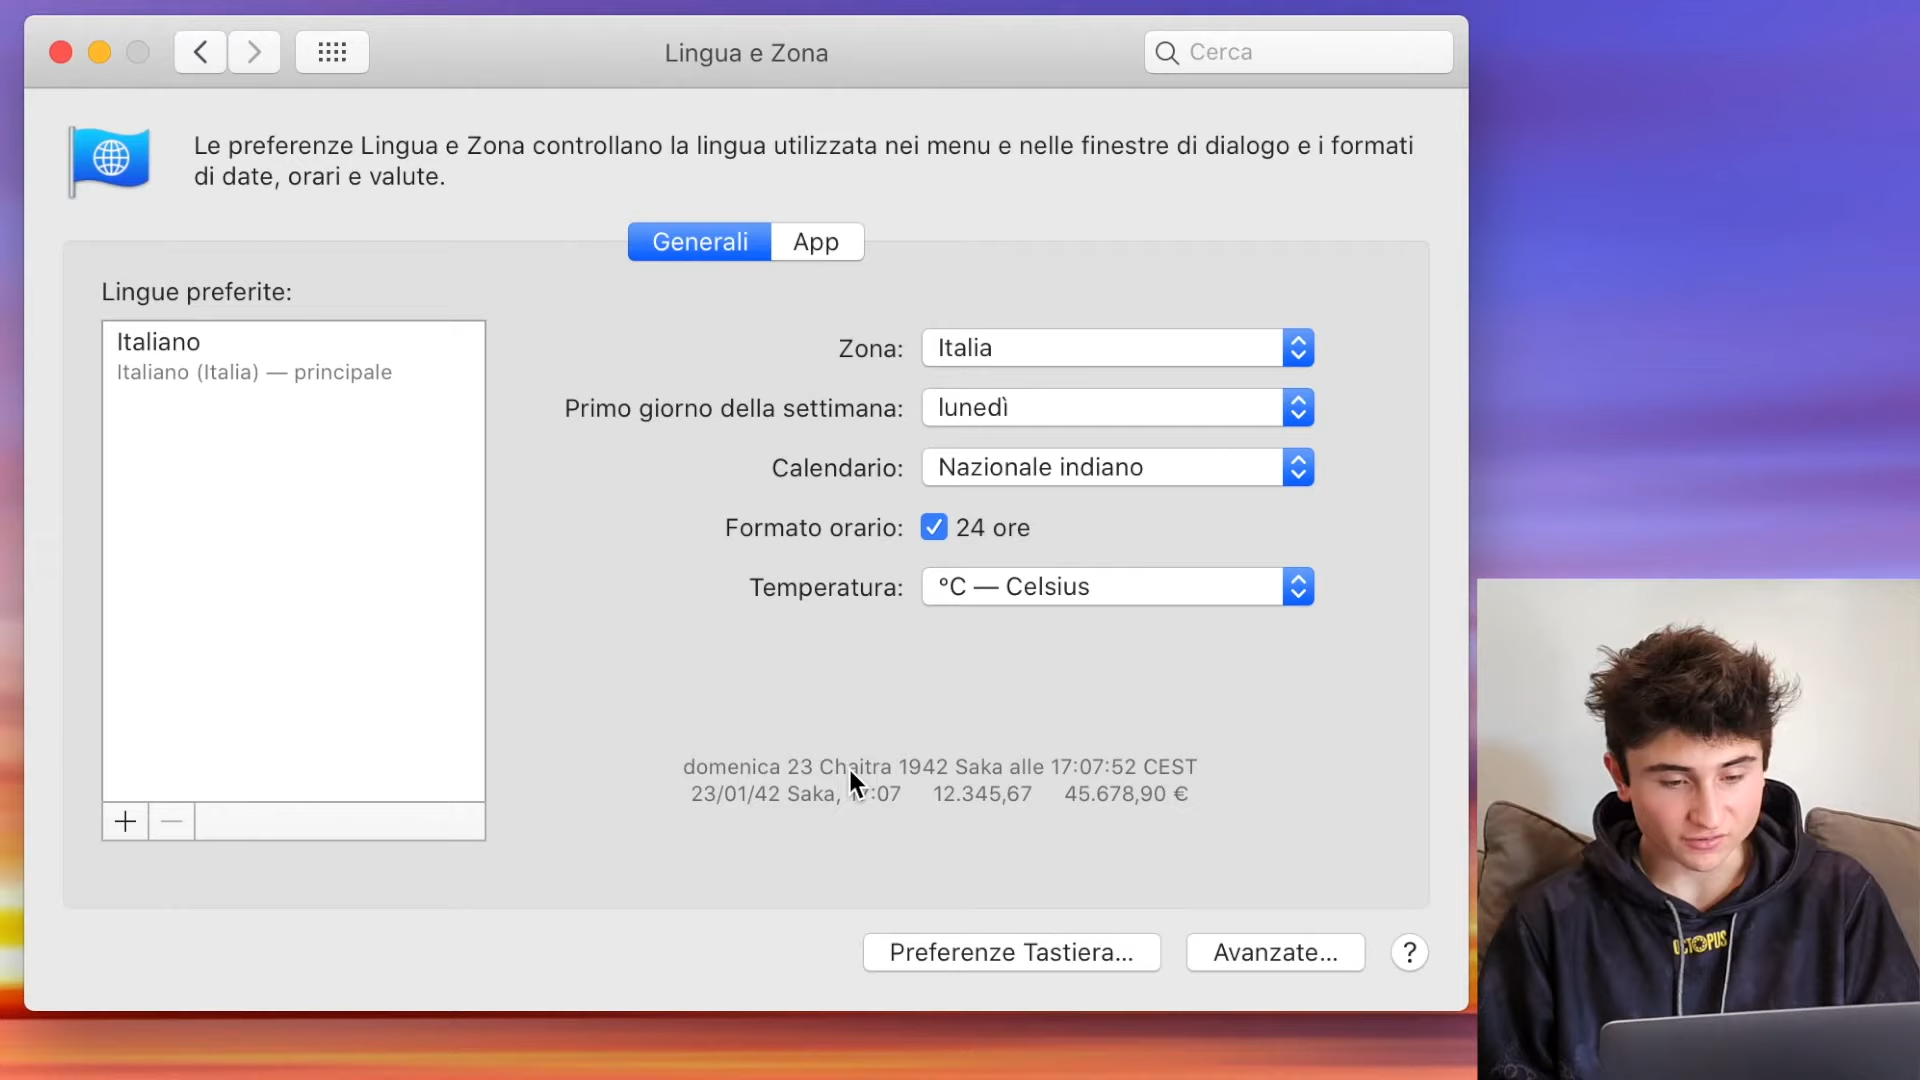 Lingua e Zona
Cerca
Le preferenze Lingua e Zona controllano la lingua utilizzata nei menu e nelle finestre di dialogo e i formati
di date, orari e valute.
Generali
App
Lingue preferite:
Italiano
Italiano (Italia) — principale
Zona: Italia
Primo giorno della settimana: lunedì
Calendario: Nazionale indiano
Formato orario: 24 ore
Temperatura: °C — Celsius
domenica 23 Chaitra 1942 Saka alle 17:07:52 CEST
23/01/42 Saka, 17:07 12.345,67 45.678,90 €
Preferenze Tastiera...
Avanzate...
?
OCTOPUS